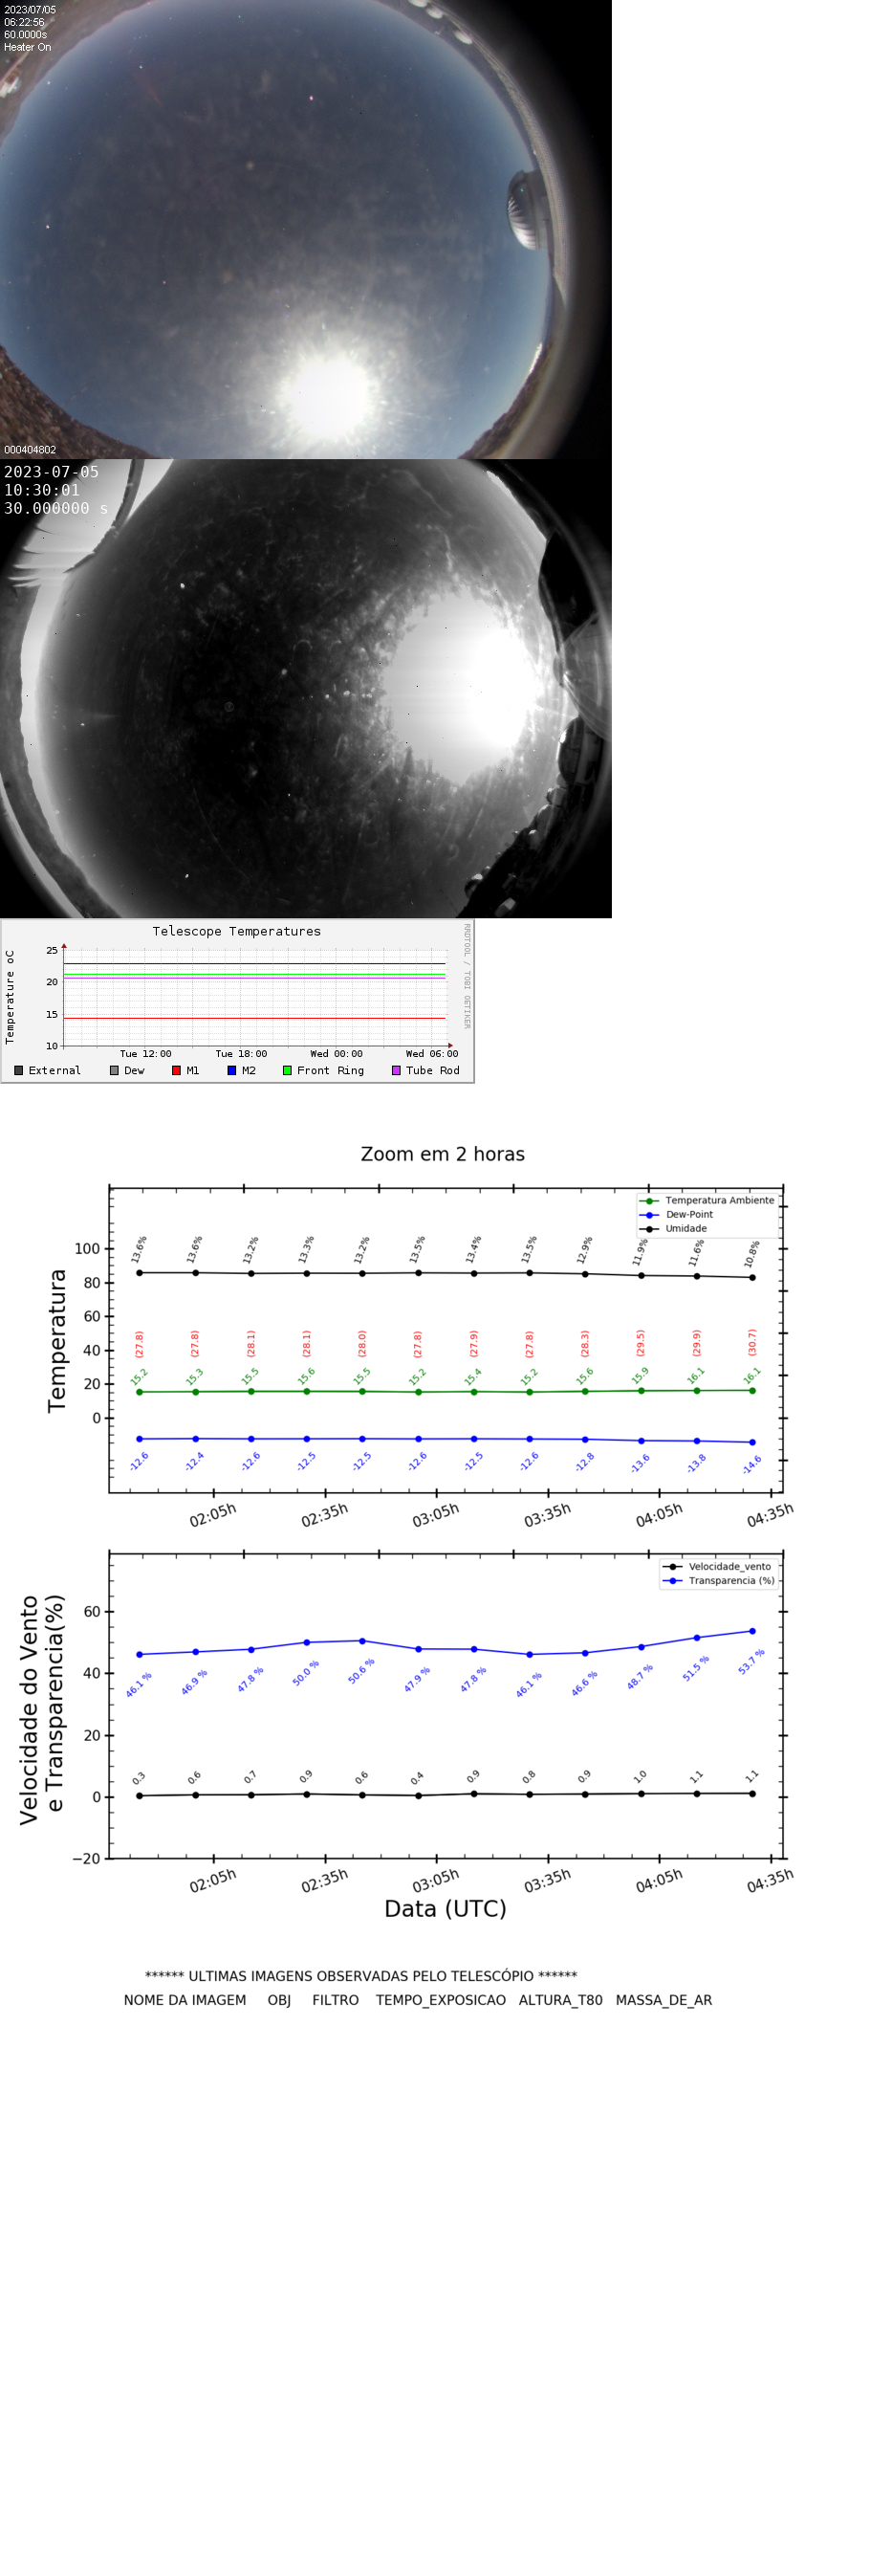 2023/07/05
06:22:56
60.0000s
Heater On
000404802
2023-07-05
10:30:01
30.000000 s
Telescope Temperatures
RRDTOOL / TOBI OETIKER
Temperature oC
25
20
15
10
Tue 12:00 Tue 18:00 Wed 00:00 Wed 06:00
External Dew M1 M2 Front Ring Tube Rod
Zoom em 2 horas
Temperatura Ambiente
Dew-Point
Umidade
Temperatura
100
80
60
40
20
0
13.6% 13.6% 13.2% 13.3% 13.2% 13.5% 13.4% 13.5% 12.9% 11.9% 11.6% 10.8%
(27.8) (27.8) (28.1) (28.1) (28.0) (27.8) (27.9) (27.8) (28.3) (29.5) (29.9) (30.7)
15.2 15.3 15.5 15.6 15.5 15.2 15.4 15.2 15.6 15.9 16.1 16.1
-12.6 -12.4 -12.6 -12.5 -12.5 -12.6 -12.5 -12.6 -12.8 -13.6 -13.8 -14.6
02:05h 02:35h 03:05h 03:35h 04:05h 04:35h
Velocidade_vento
Transparencia (%)
Velocidade do Vento
e Transparencia(%)
60
40
20
0
−20
46.1 % 46.9 % 47.8 % 50.0 % 50.6 % 47.9 % 47.8 % 46.1 % 46.6 % 48.7 % 51.5 % 53.7 %
0.3 0.6 0.7 0.9 0.6 0.4 0.9 0.8 0.9 1.0 1.1 1.1
02:05h 02:35h 03:05h 03:35h 04:05h 04:35h
Data (UTC)
****** ULTIMAS IMAGENS OBSERVADAS PELO TELESCÓPIO ******
NOME DA IMAGEM OBJ FILTRO TEMPO_EXPOSICAO ALTURA_T80 MASSA_DE_AR